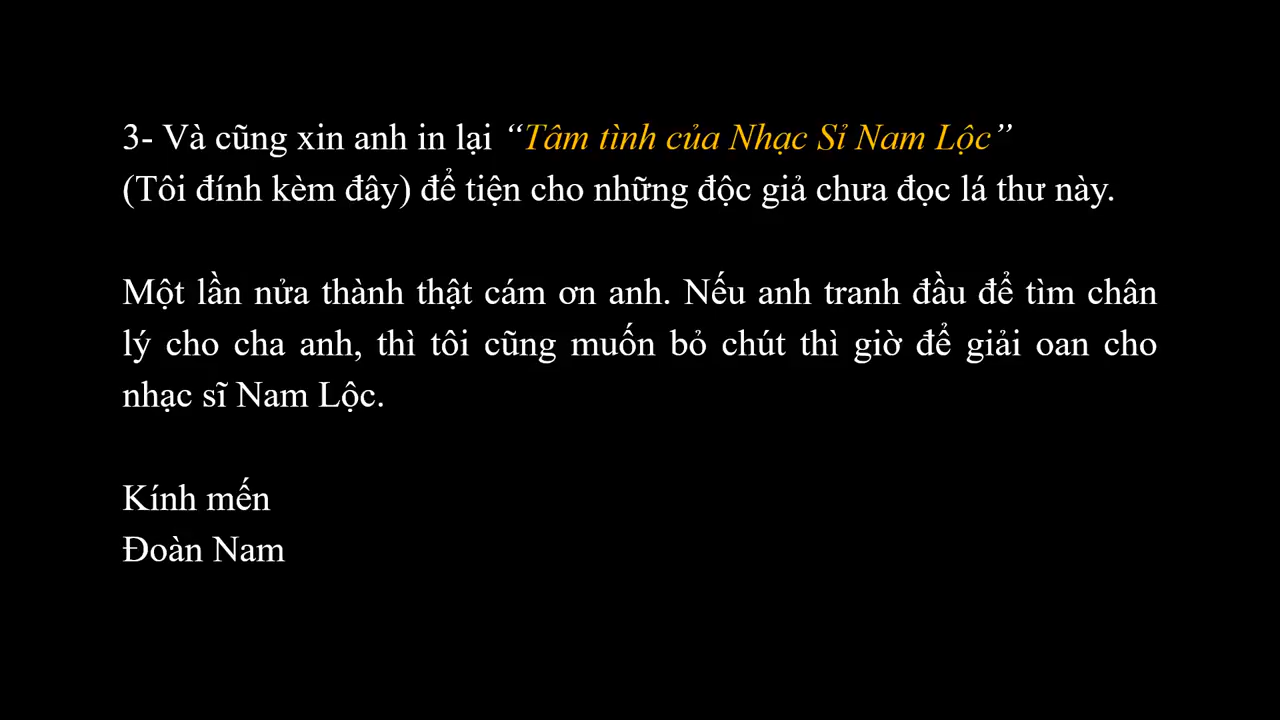 3- Và cũng xin anh in lại “Tâm tình của Nhạc Sỉ Nam Lộc”
(Tôi đính kèm đây) để tiện cho những độc giả chưa đọc lá thư này.
Một lần nửa thành thật cám ơn anh. Nếu anh tranh đầu để tìm chân
lý cho cha anh, thì tôi cũng muốn bỏ chút thì giờ để giải oan cho
nhạc sĩ Nam Lộc.
Kính mến
Đoàn Nam